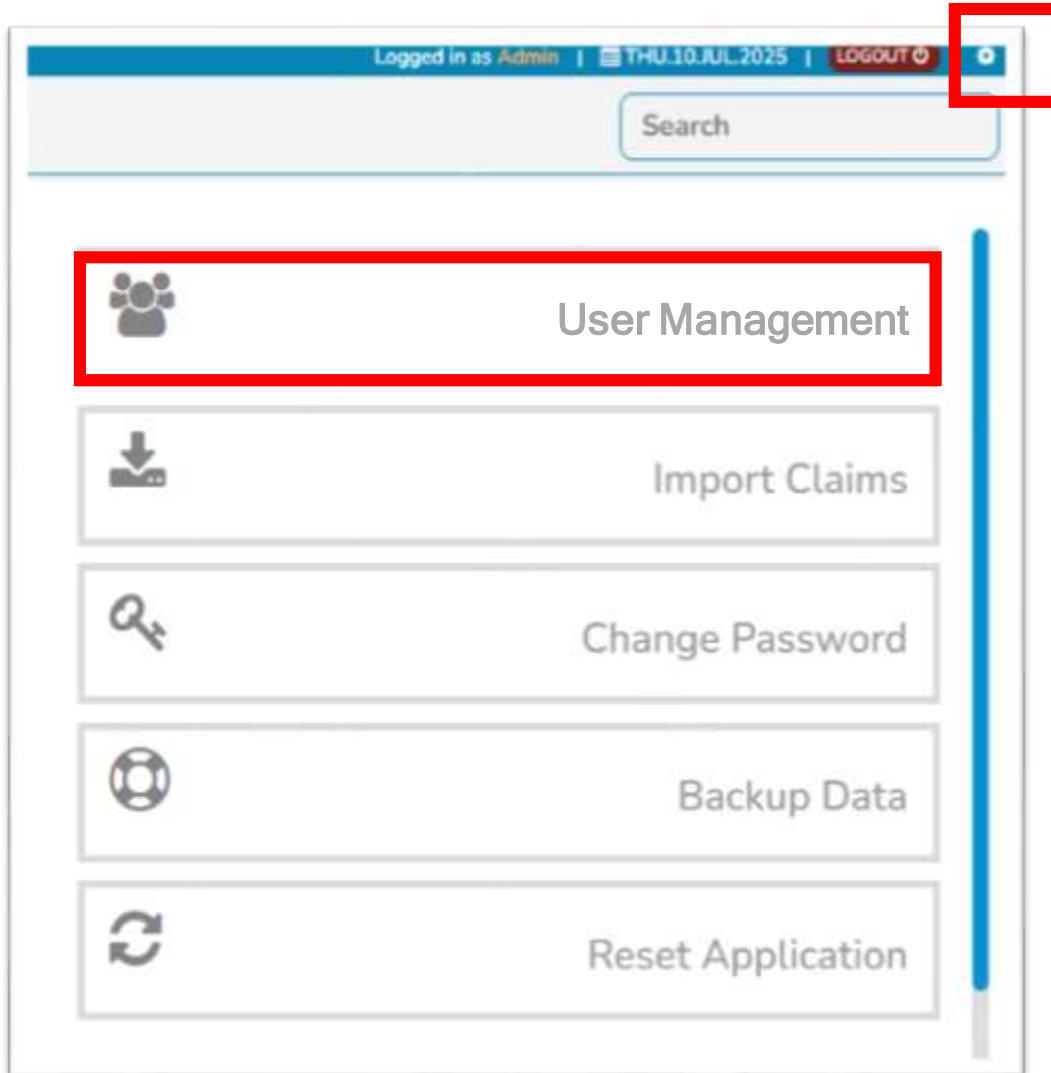 Logged in as Admin | THU.10.JUL.2025 | LOGOUT
Search
User Management
Import Claims
Change Password
Backup Data
Reset Application